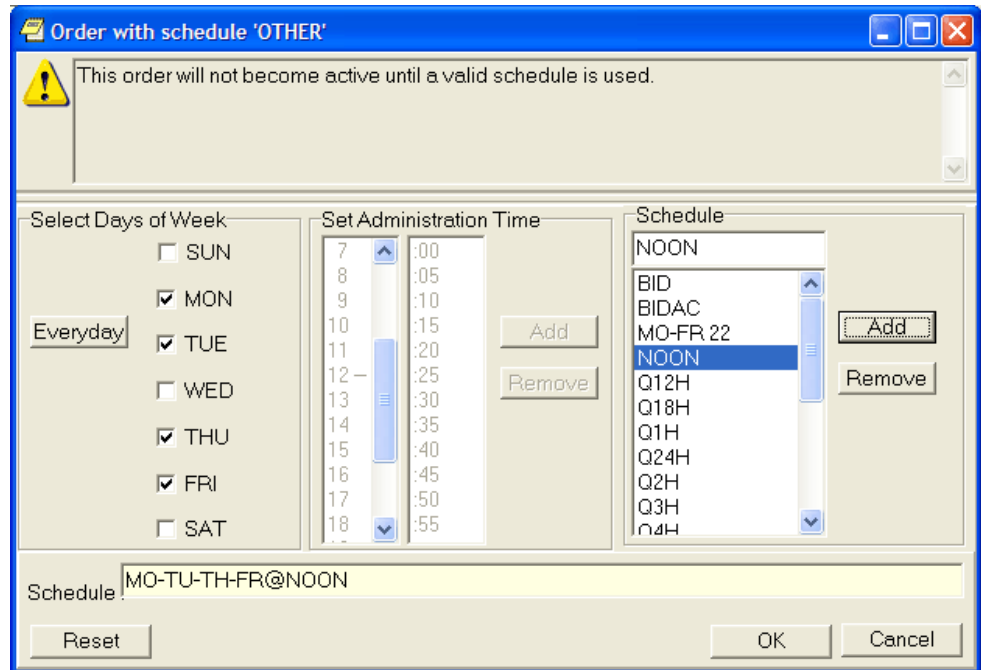 Order with schedule 'OTHER'
This order will not become active until a valid schedule is used.
Select Days of Week
Everyday
SUN
MON
TUE
WED
THU
FRI
SAT
Set Administration Time
7
8
9
10
11
12 –
13
14
15
16
17
18
:00
:05
:10
:15
:20
:25
:30
:35
:40
:45
:50
:55
Add
Remove
Schedule
NOON
BID
BIDAC
MO-FR 22
NOON
Q12H
Q18H
Q1H
Q24H
Q2H
Q3H
Q4H
Add
Remove
Schedule :
MO-TU-TH-FR@NOON
Reset
OK
Cancel